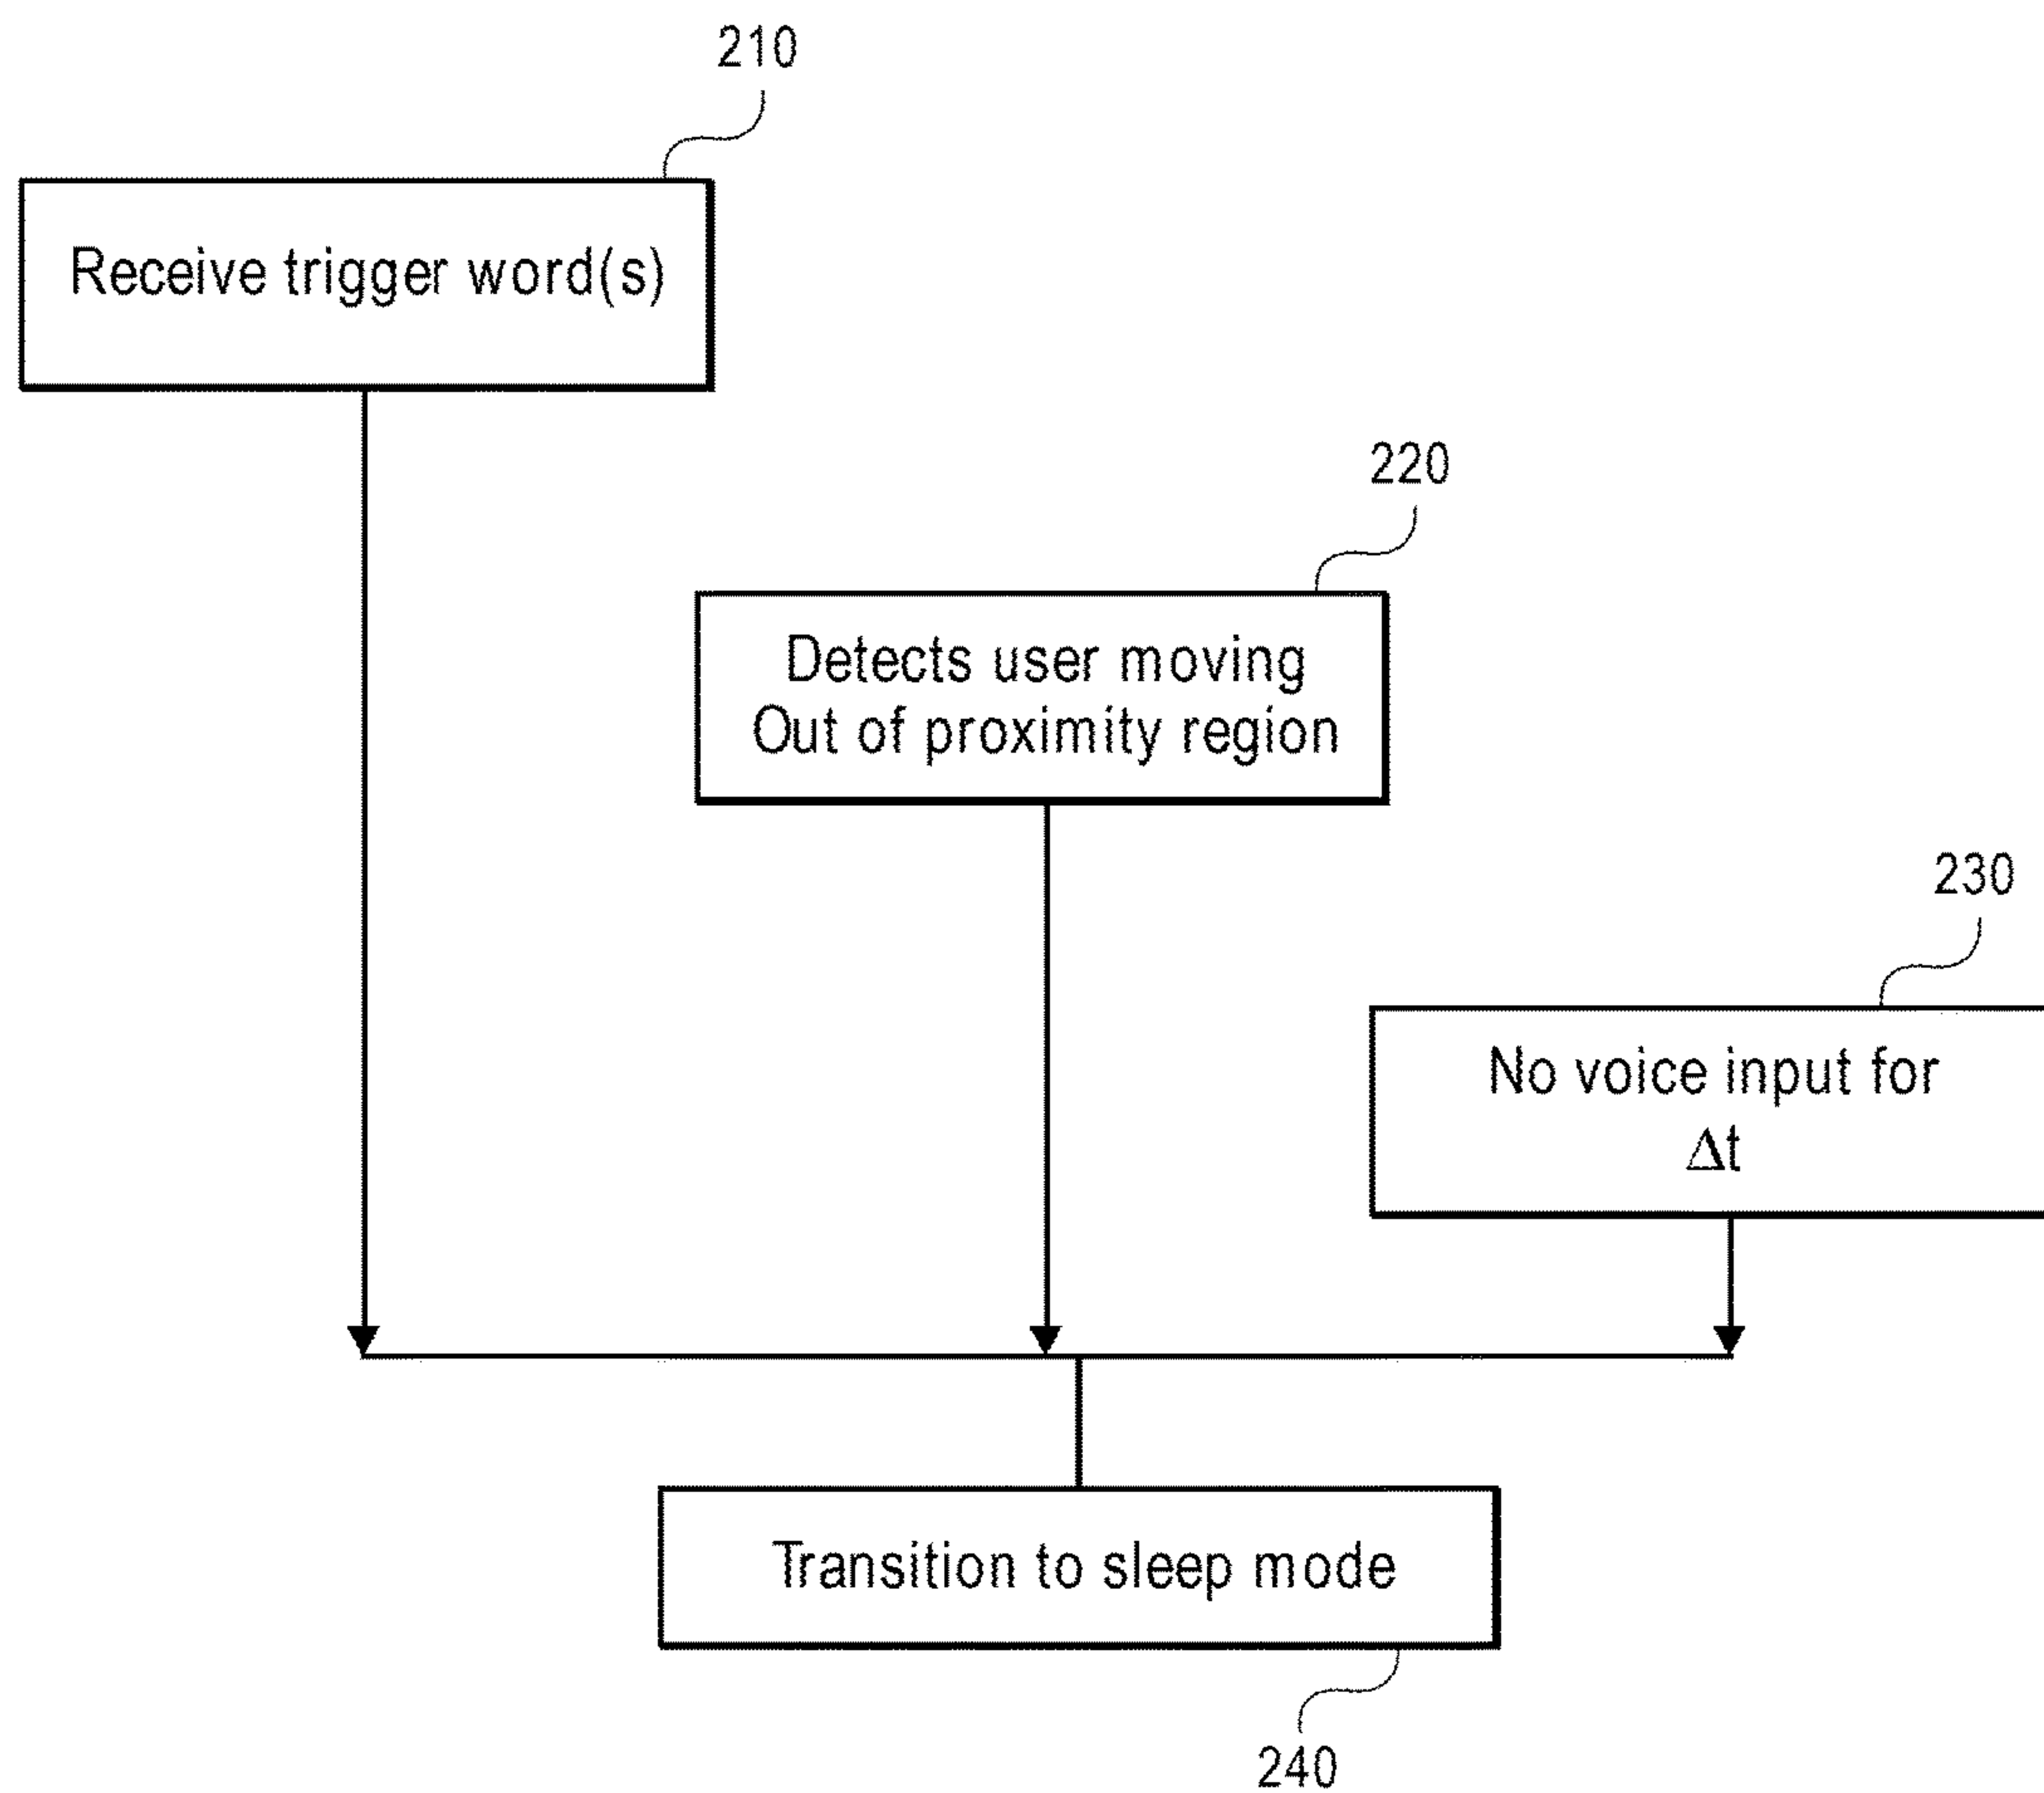 210
Receive trigger word(s)
220
Detects user moving
Out of proximity region
230
No voice input for
Δt
Transition to sleep mode
240